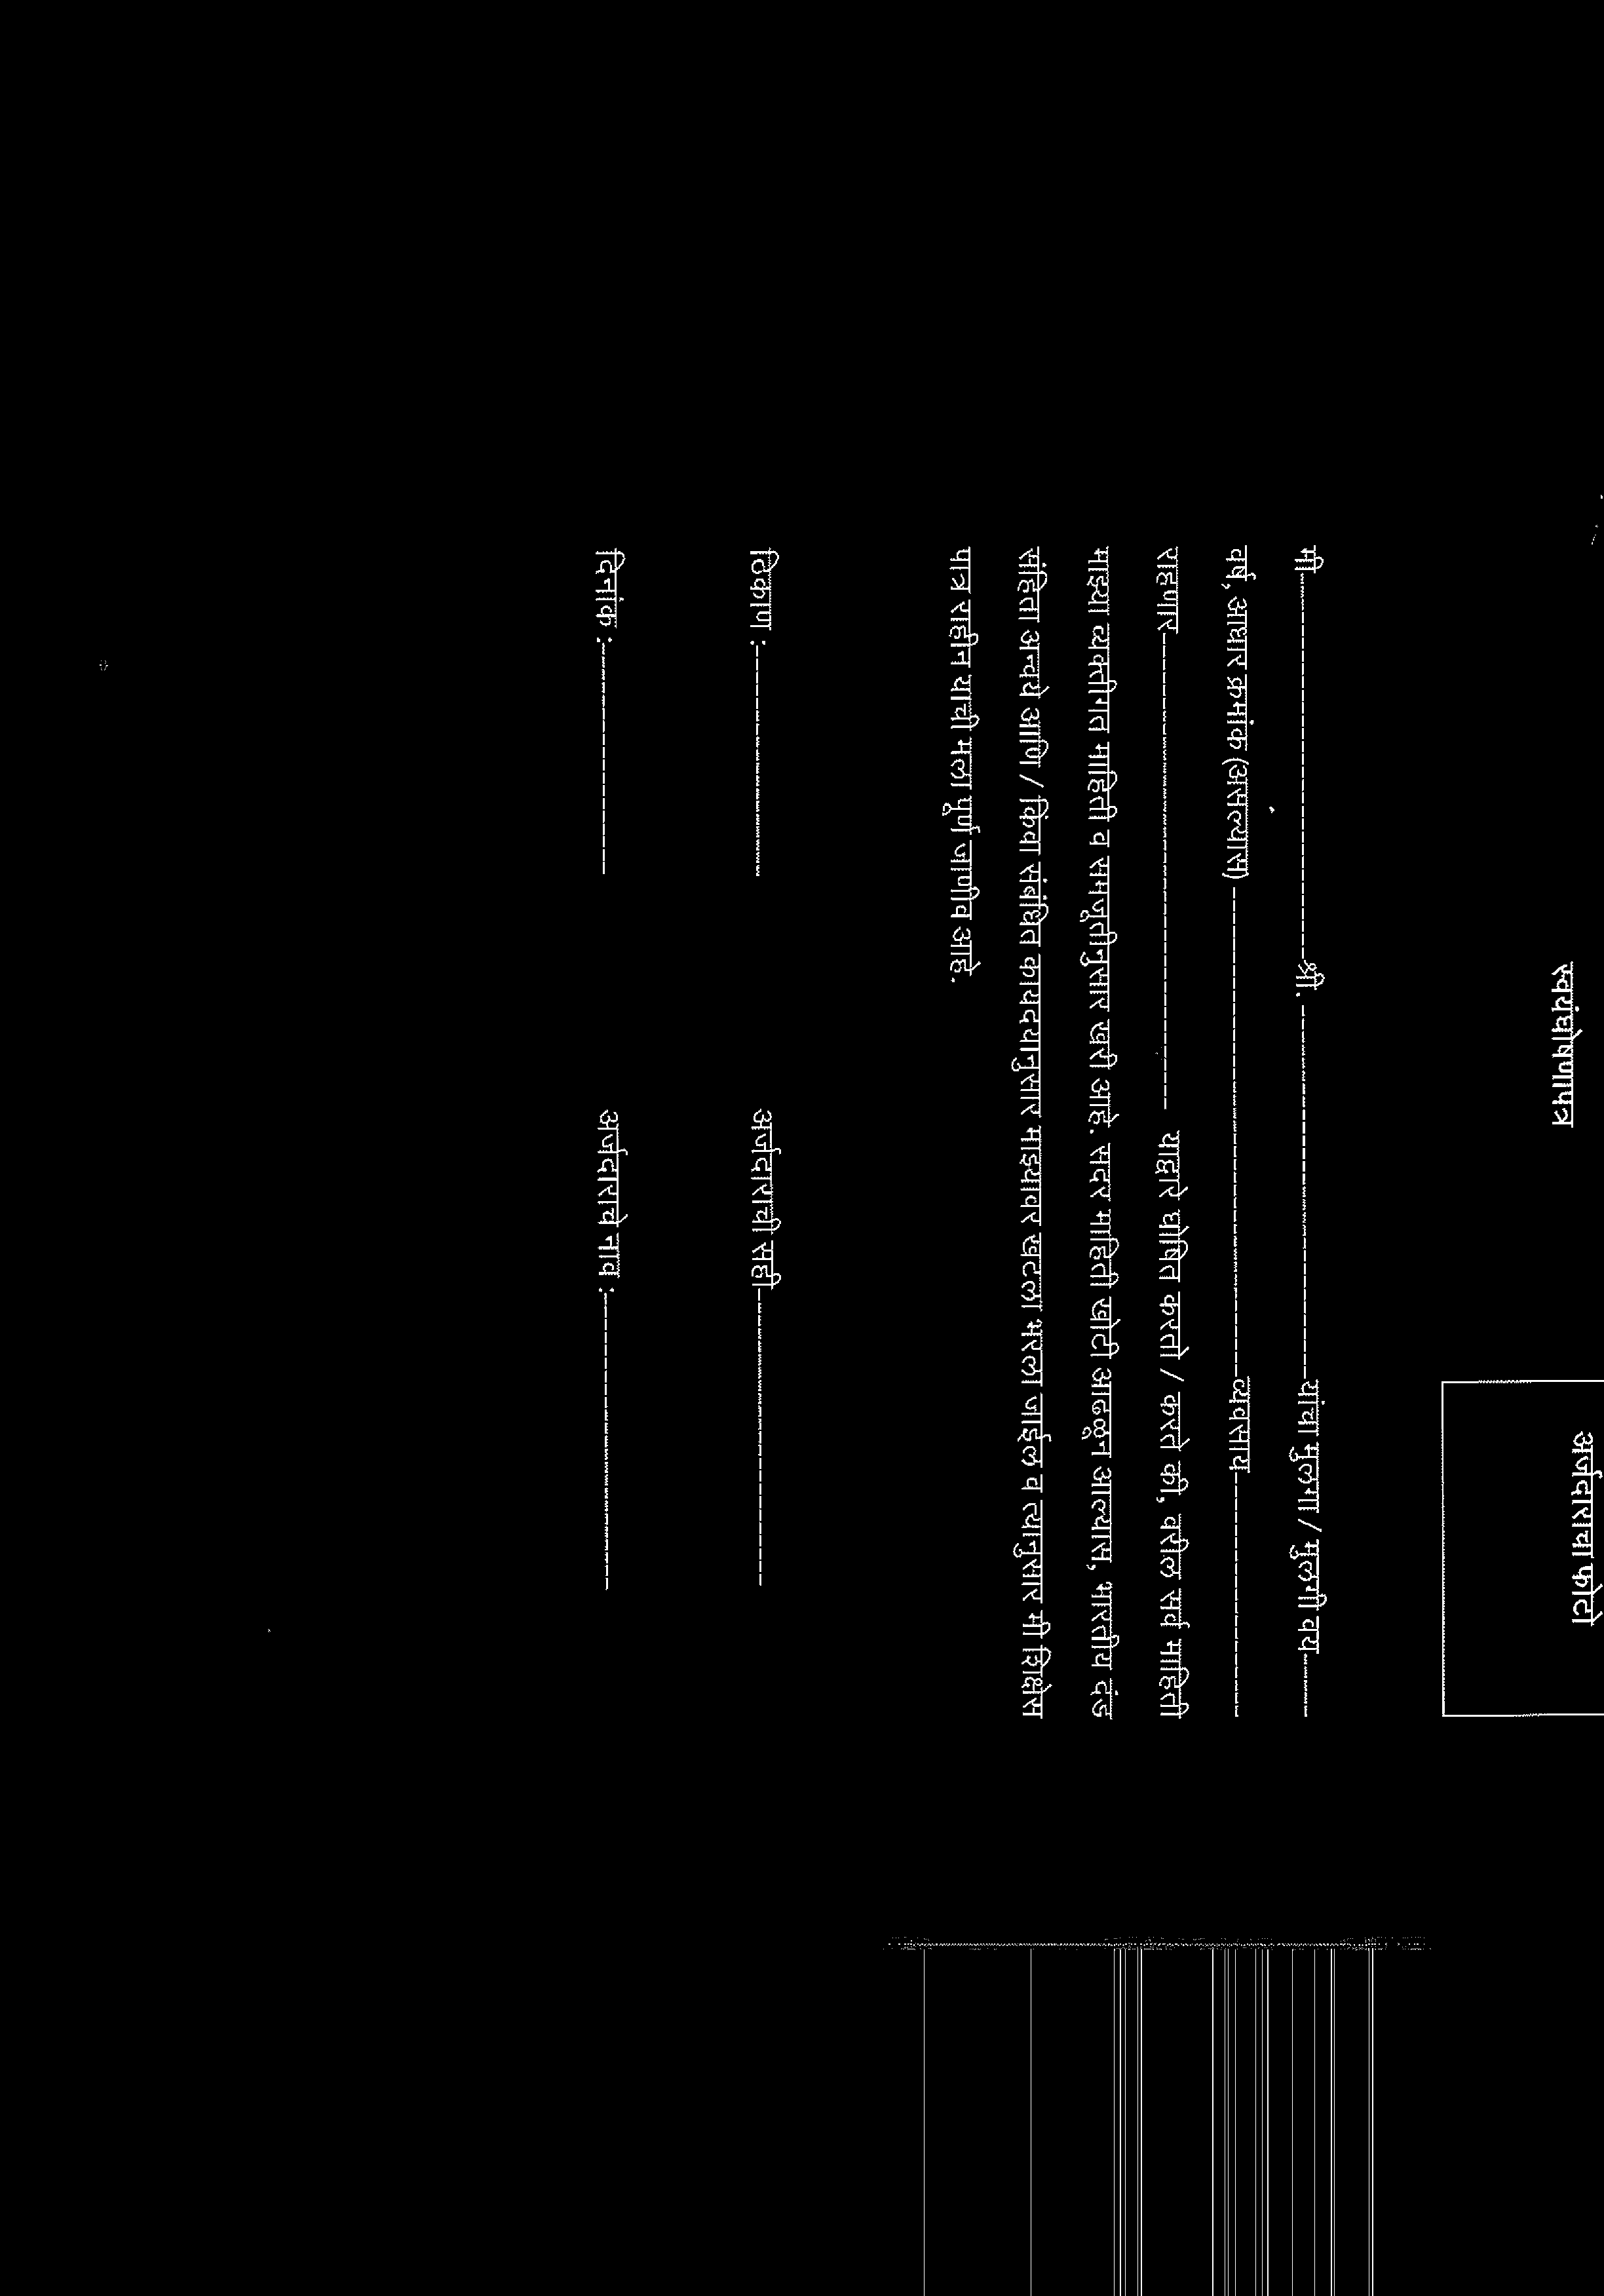 अर्जदाराचा फोटो
स्वयंघोषणापत्र
मी-----------------------------------श्री. ---------------------------------- यांचा मुलगा / मुलगी वय------
वर्ष, आधार क्रमांक (असल्यास) --------------------------------------------व्यवसाय----------------------
राहणार------------------------------------------- याद्वारे घोषित करतो / करते की, वरील सर्व माहिती
माझ्या व्यक्तीगत माहिती व समजूतीनुसार खरी आहे. सदर माहिती खोटी आढळून आल्यास, भारतीय दंड
संहिता अन्वये आणि / किंवा संबंधित कायदयानुसार माझ्यावर खटला भरला जाईल व त्यानुसार मी शिक्षेस
पात्र राहीन याची मला पूर्ण जाणीव आहे.
ठिकाण :--------------------- अर्जदाराची सही---------------------------
दिनांक :--------------------- अर्जदाराचे नाव :---------------------------